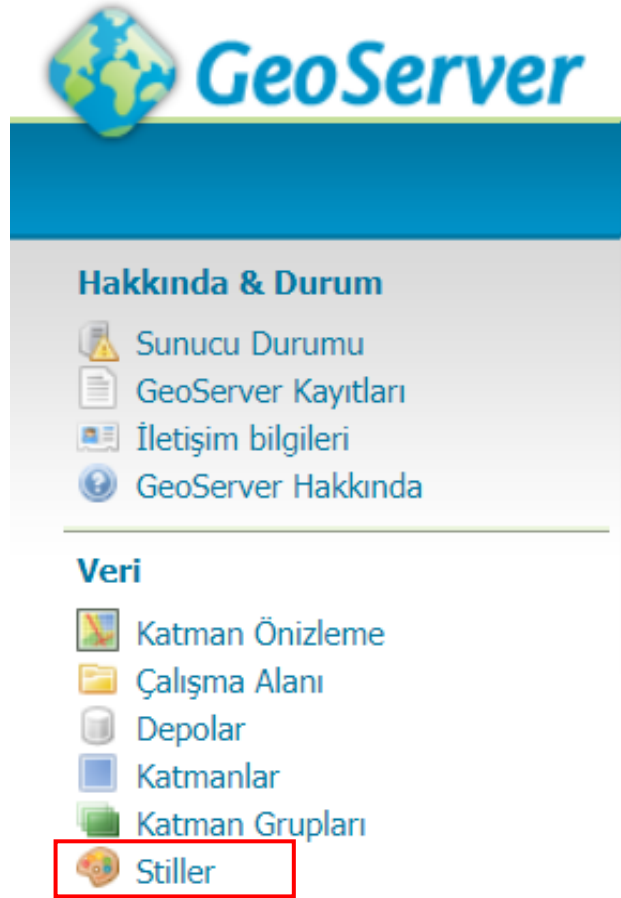 GeoServer
Hakkında & Durum
Sunucu Durumu
GeoServer Kayıtları
İletişim bilgileri
GeoServer Hakkında
Veri
Katman Önizleme
Çalışma Alanı
Depolar
Katmanlar
Katman Grupları
Stiller